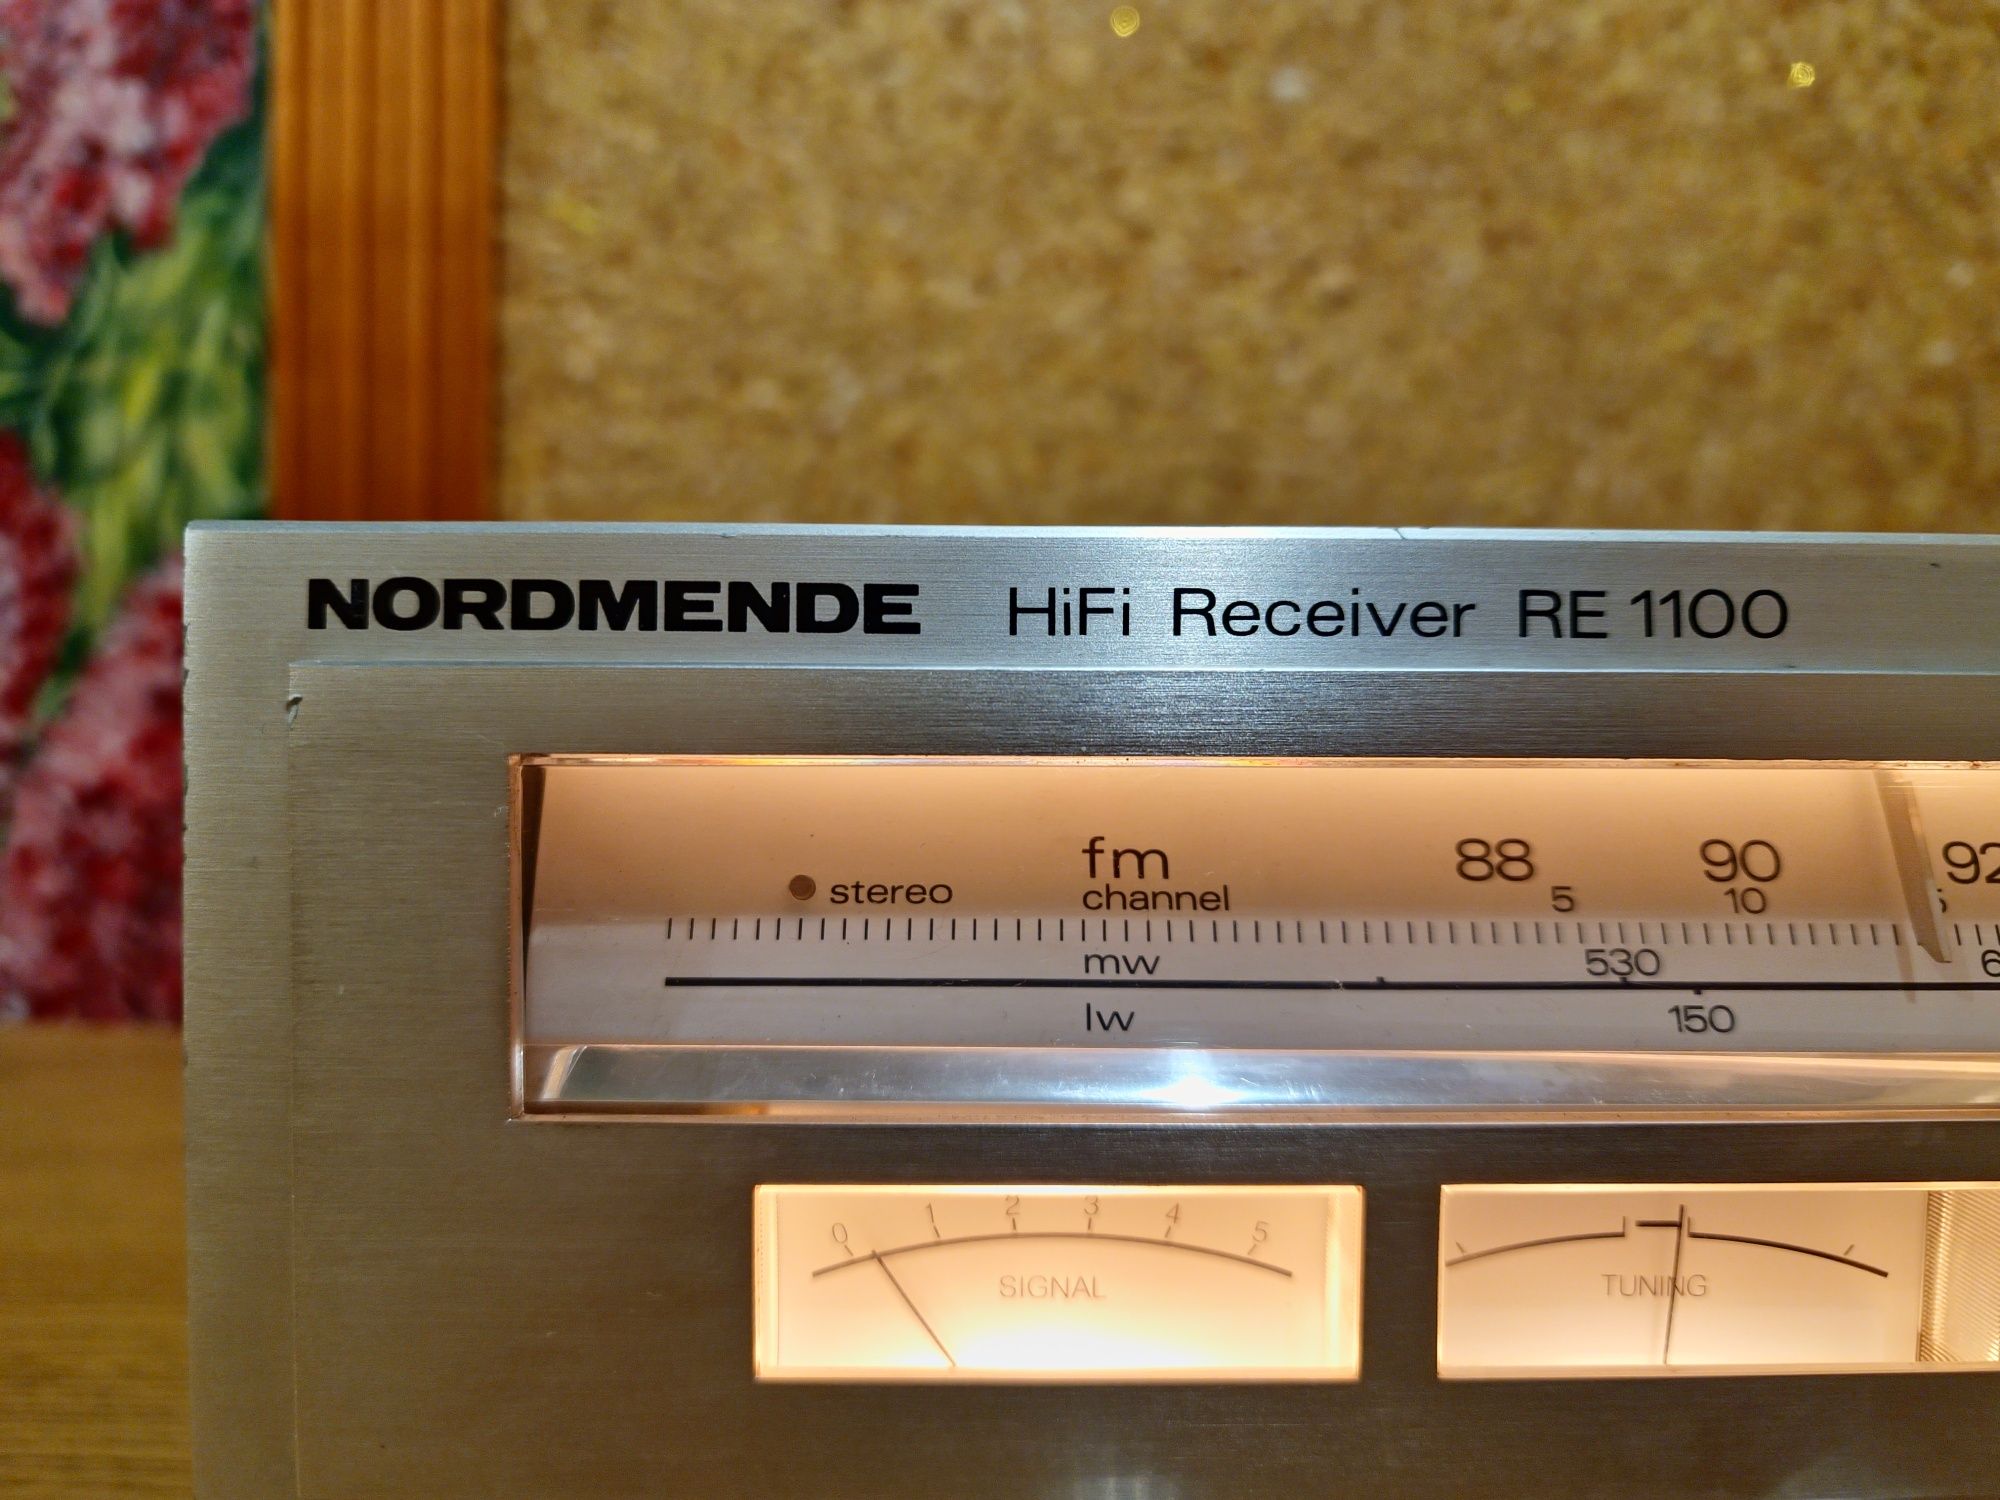 NORDMENDE HiFi Receiver RE 1100
fm 88 90 92
stereo channel 5 10
mw 530
lw 150
0 1 2 3 4 5
SIGNAL
TUNING